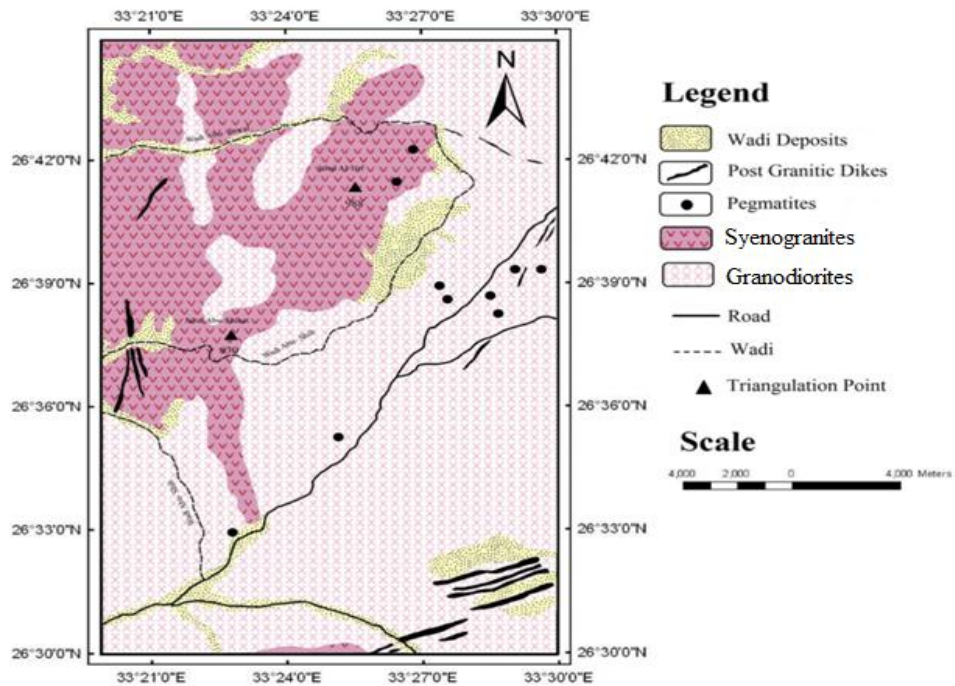 33°21'0"E 33°24'0"E 33°27'0"E 33°30'0"E
N
26°42'0"N 26°42'0"N
26°39'0"N 26°39'0"N
26°36'0"N 26°36'0"N
26°33'0"N 26°33'0"N
26°30'0"N 26°30'0"N
33°21'0"E 33°24'0"E 33°27'0"E 33°30'0"E
Legend
Wadi Deposits
Post Granitic Dikes
Pegmatites
Syenogranites
Granodiorites
Road
Wadi
Triangulation Point
Scale
4,000 2,000 0 4,000 Meters